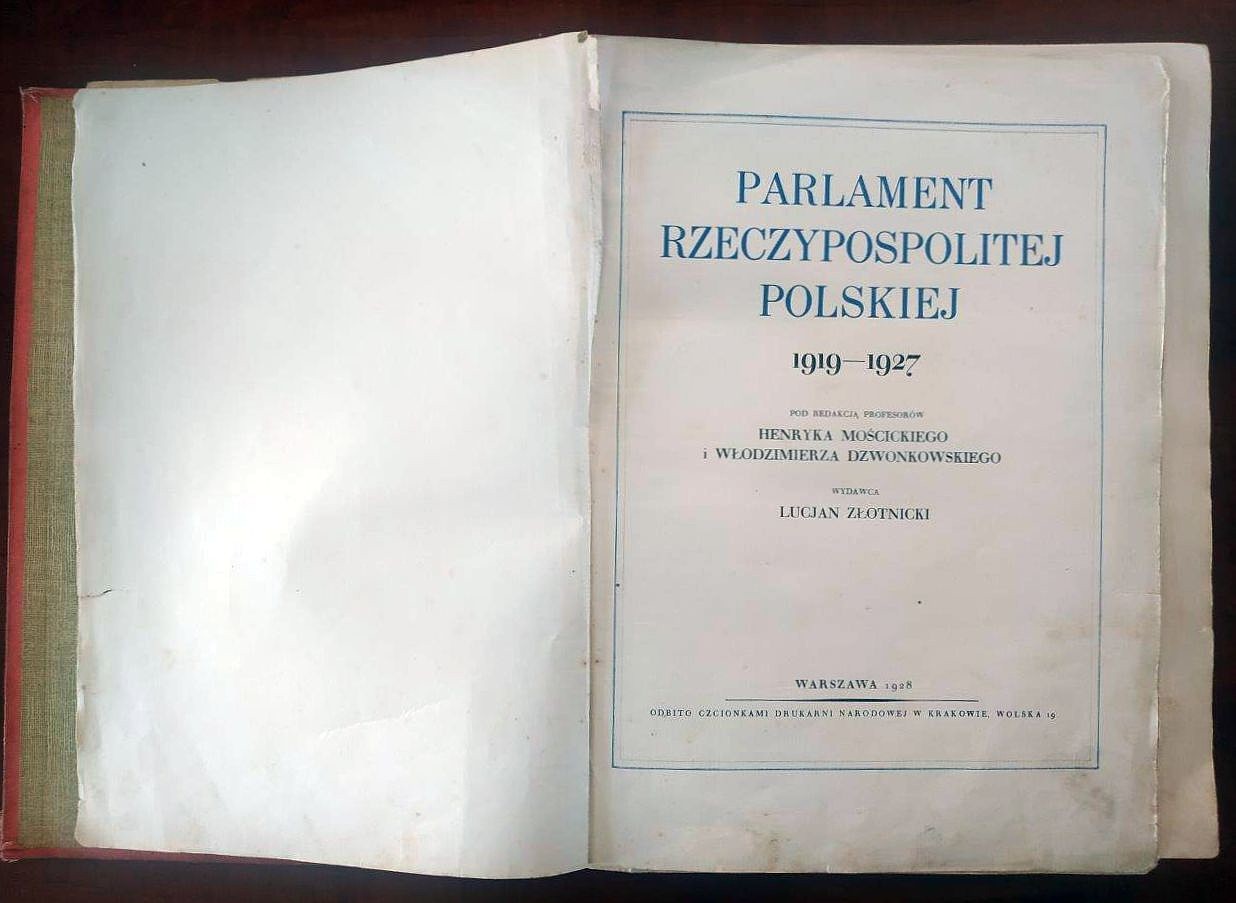 PARLAMENT
RZECZYPOSPOLITEJ
POLSKIEJ
1919—1927
POD REDAKCJĄ PROFESORÓW
HENRYKA MOŚCICKIEGO
i WŁODZIMIERZA DZWONKOWSKIEGO
WYDAWCA
LUCJAN ZŁOTNICKI
WARSZAWA 1928
ODBITO CZCIONKAMI DRUKARNI NARODOWEJ W KRAKOWIE, WOLSKA 19